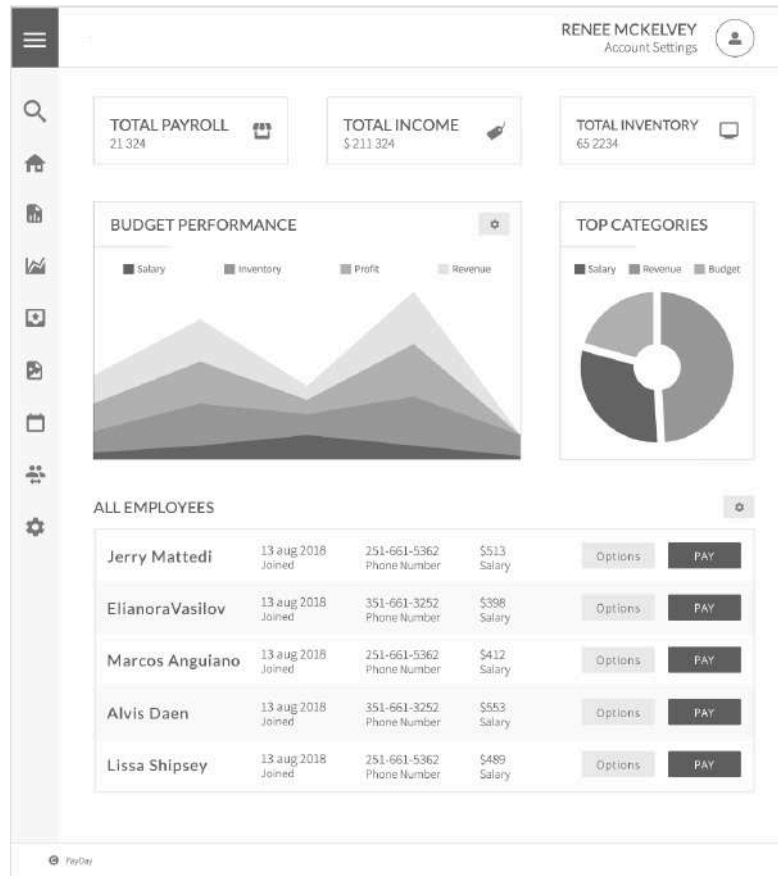 RENEE MCKELVEY
Account Settings
TOTAL PAYROLL
21 324
TOTAL INCOME
$ 211 324
TOTAL INVENTORY
65 2234
BUDGET PERFORMANCE
Salary Inventory Profit Revenue
TOP CATEGORIES
Salary Revenue Budget
ALL EMPLOYEES
Jerry Mattedi 13 aug 2018 251-661-5362 $513 Options PAY
Joined Phone Number Salary
ElianoraVasilov 13 aug 2018 351-661-3252 $398 Options PAY
Joined Phone Number Salary
Marcos Anguiano 13 aug 2018 251-661-5362 $412 Options PAY
Joined Phone Number Salary
Alvis Daen 13 aug 2018 351-661-3252 $553 Options PAY
Joined Phone Number Salary
Lissa Shipsey 13 aug 2018 251-661-5362 $489 Options PAY
Joined Phone Number Salary
© PayDay